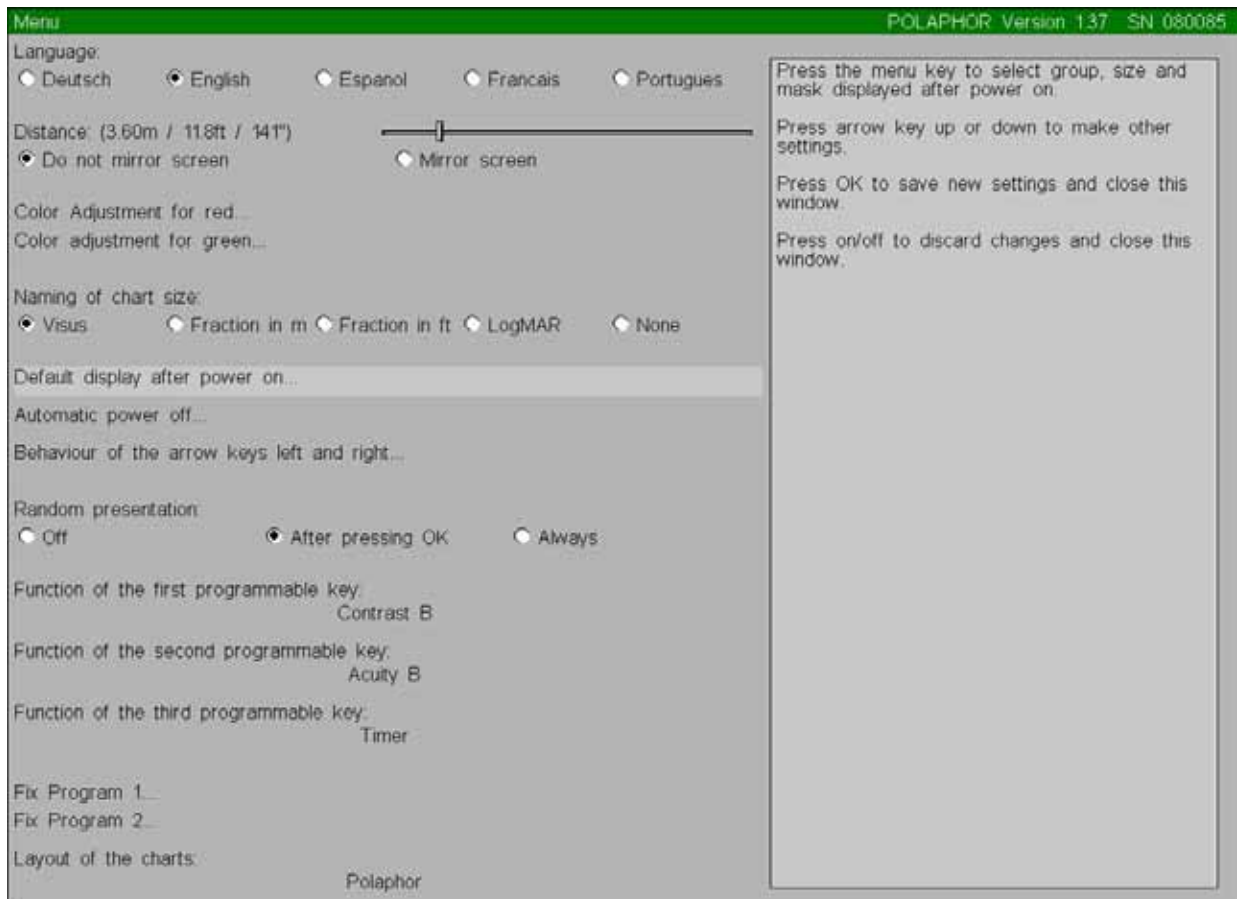 Menu
POLAPHOR Version 1.37 SN 080085
Language:
Deutsch English Espanol Francais Portugues
Distance: (3.60m / 11.8ft / 141")
Do not mirror screen Mirror screen
Color Adjustment for red...
Color adjustment for green...
Naming of chart size:
Visus Fraction in m Fraction in ft LogMAR None
Default display after power on...
Automatic power off...
Behaviour of the arrow keys left and right...
Random presentation:
Off After pressing OK Always
Function of the first programmable key:
Contrast B
Function of the second programmable key:
Acuity B
Function of the third programmable key:
Timer
Fix Program 1...
Fix Program 2...
Layout of the charts:
Polaphor
Press the menu key to select group, size and
mask displayed after power on.
Press arrow key up or down to make other
settings.
Press OK to save new settings and close this
window.
Press on/off to discard changes and close this
window.